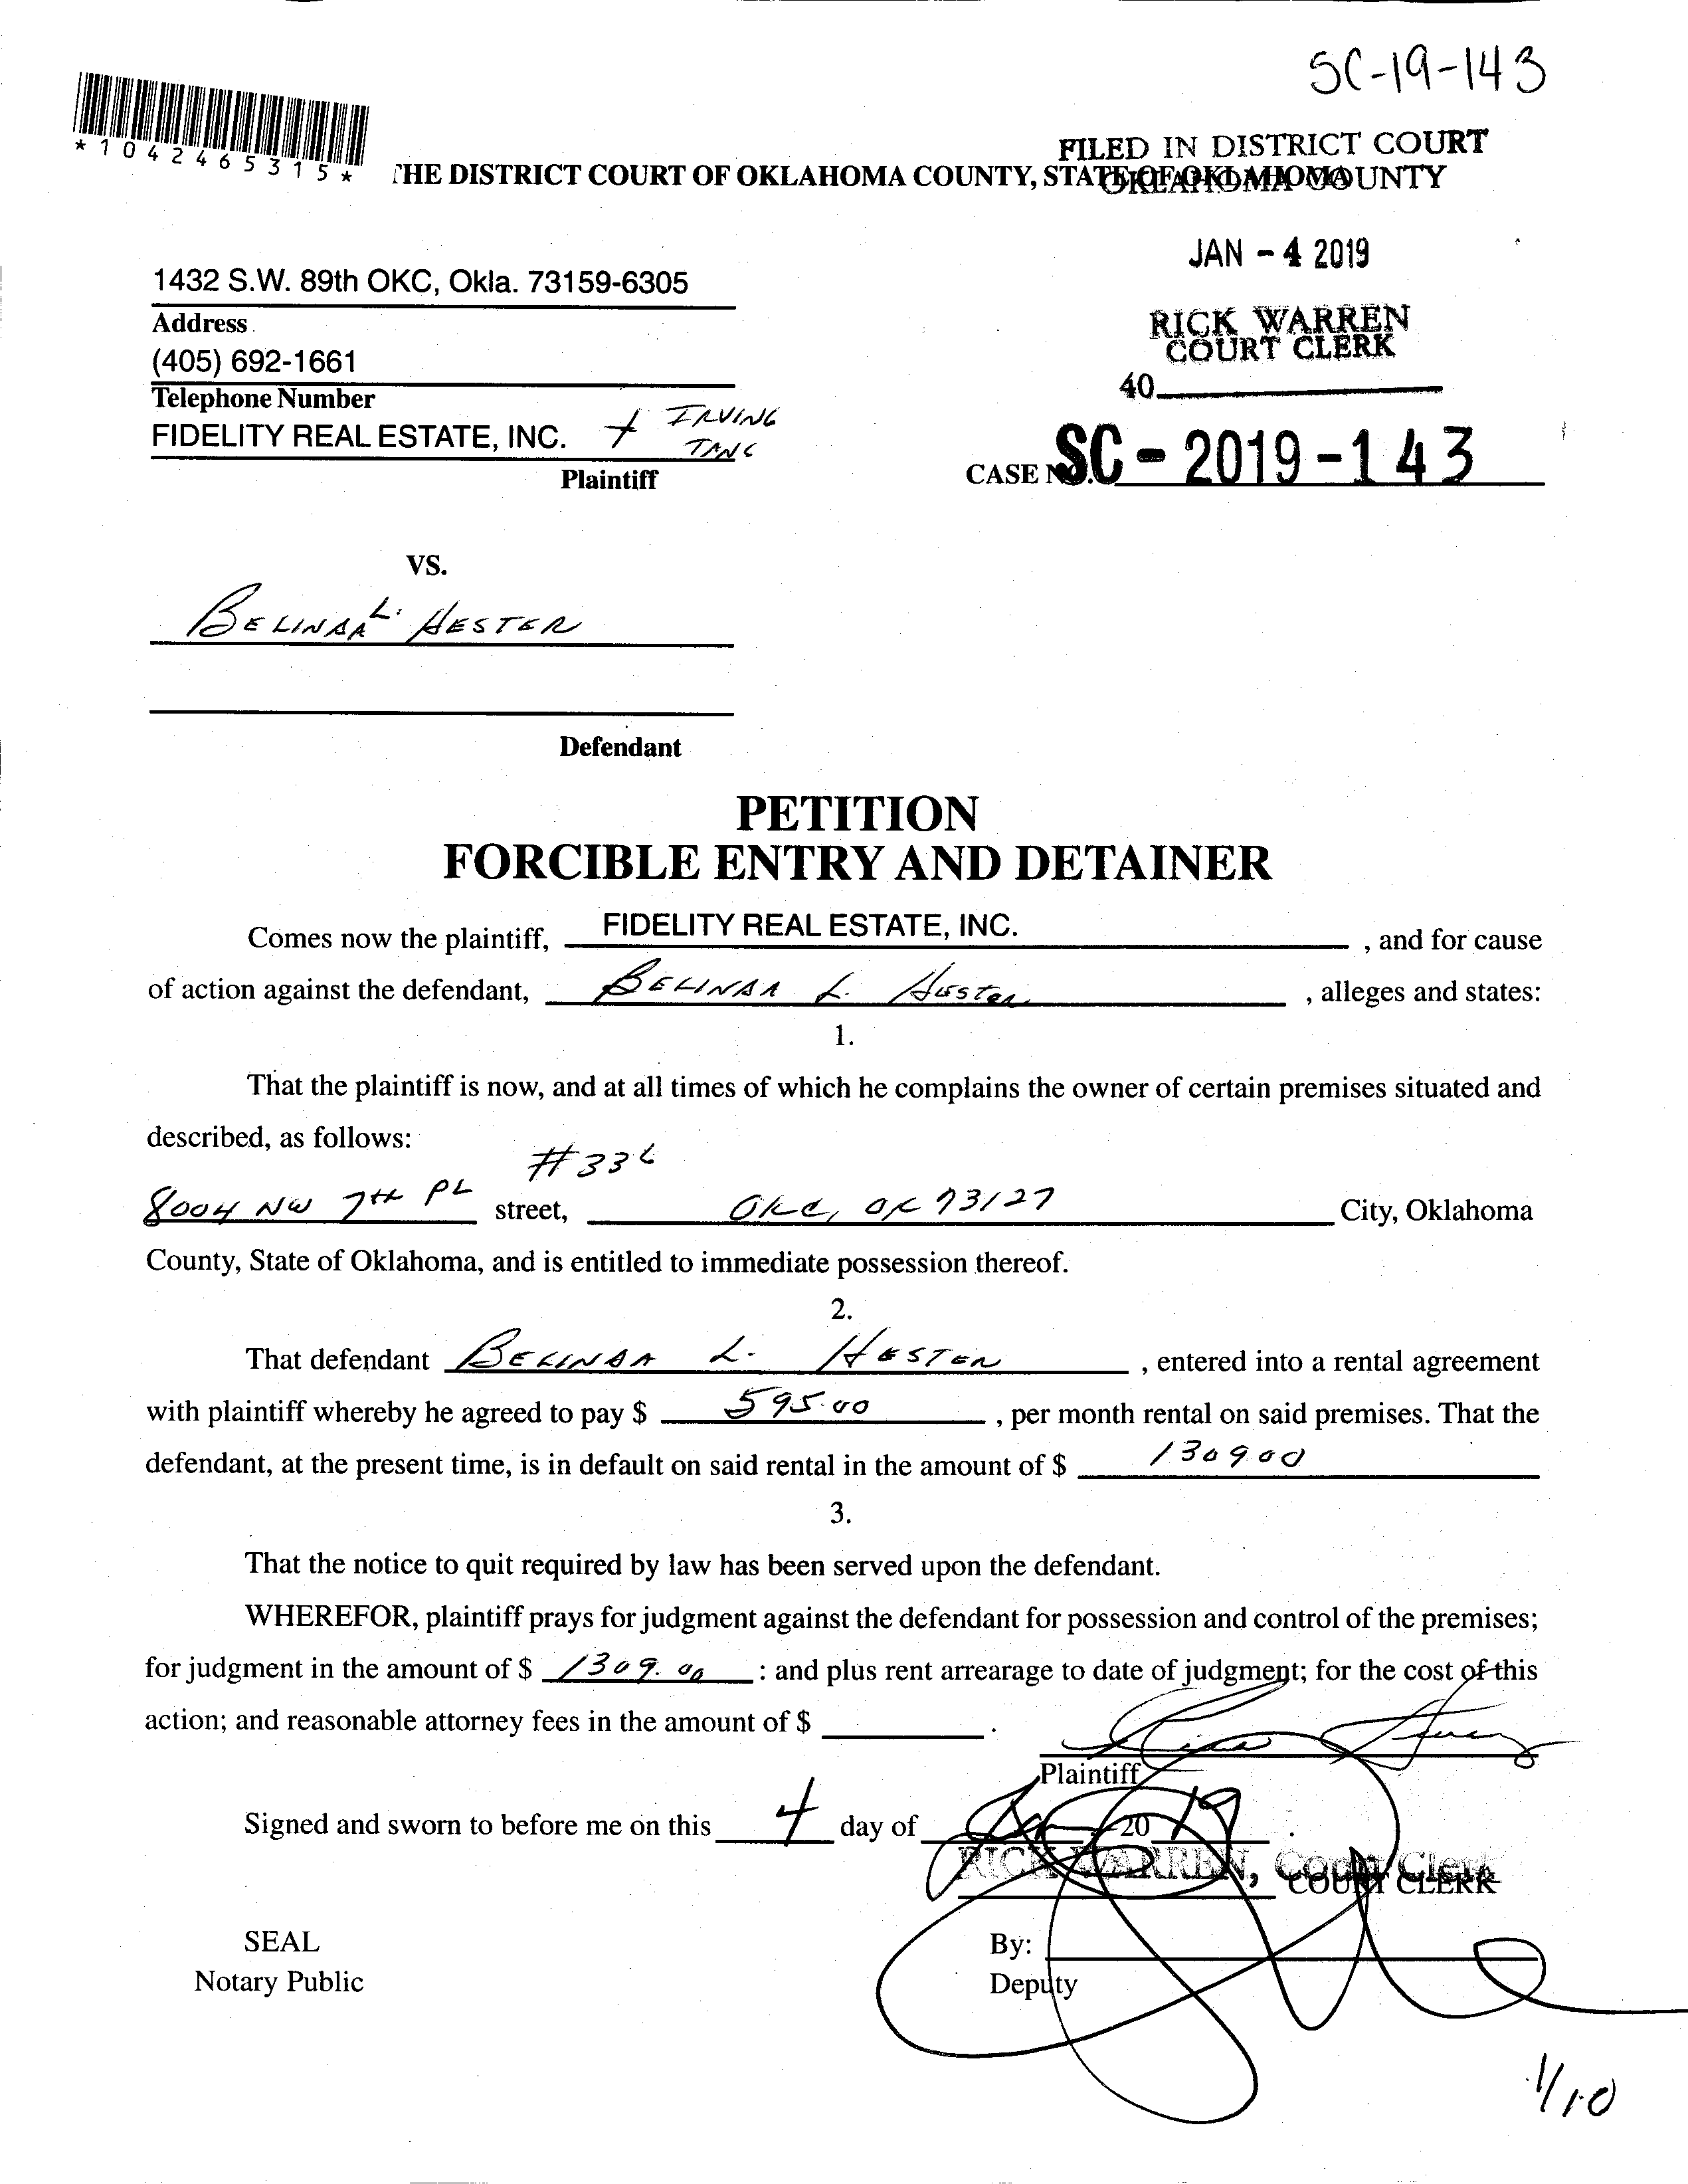 SC-19-143
*1042465315*
FILED IN DISTRICT COURT
OKLAHOMA COUNTY
THE DISTRICT COURT OF OKLAHOMA COUNTY, STATE OF OKLAHOMA
JAN - 4 2019
1432 S.W. 89th OKC, Okla. 73159-6305
Address
RICK WARREN
COURT CLERK
(405) 692-1661
40
Telephone Number
FIDELITY REAL ESTATE, INC. + IRVING
TANG
Plaintiff
CASE NO. SC - 2019 - 143
VS.
BELINDA L. HESTER
Defendant
PETITION
FORCIBLE ENTRY AND DETAINER
Comes now the plaintiff, FIDELITY REAL ESTATE, INC. , and for cause
of action against the defendant, BELINDA L. Hester , alleges and states:
1.
That the plaintiff is now, and at all times of which he complains the owner of certain premises situated and
described, as follows:
8004 NW 7TH PL street, OKC, OK 73127 City, Oklahoma
County, State of Oklahoma, and is entitled to immediate possession thereof.
2.
That defendant BELINDA L. HESTER , entered into a rental agreement
with plaintiff whereby he agreed to pay $ 595.00 , per month rental on said premises. That the
defendant, at the present time, is in default on said rental in the amount of $ 1309 00
3.
That the notice to quit required by law has been served upon the defendant.
WHEREFOR, plaintiff prays for judgment against the defendant for possession and control of the premises;
for judgment in the amount of $ 1309.00 : and plus rent arrearage to date of judgment; for the cost of this
action; and reasonable attorney fees in the amount of $ .
Plaintiff
Signed and sworn to before me on this 4 day of , 20 19 .
RICK WARREN, Court Clerk
COURT CLERK
SEAL
By:
Notary Public
Deputy
1/10